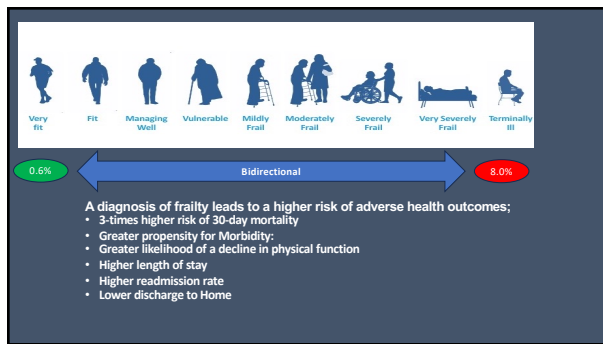 Very fit
Fit
Managing Well
Vulnerable
Mildly Frail
Moderately Frail
Severely Frail
Very Severely Frail
Terminally Ill
0.6%
Bidirectional
8.0%
A diagnosis of frailty leads to a higher risk of adverse health outcomes;
• 3-times higher risk of 30-day mortality
• Greater propensity for Morbidity:
• Greater likelihood of a decline in physical function
• Higher length of stay
• Higher readmission rate
• Lower discharge to Home